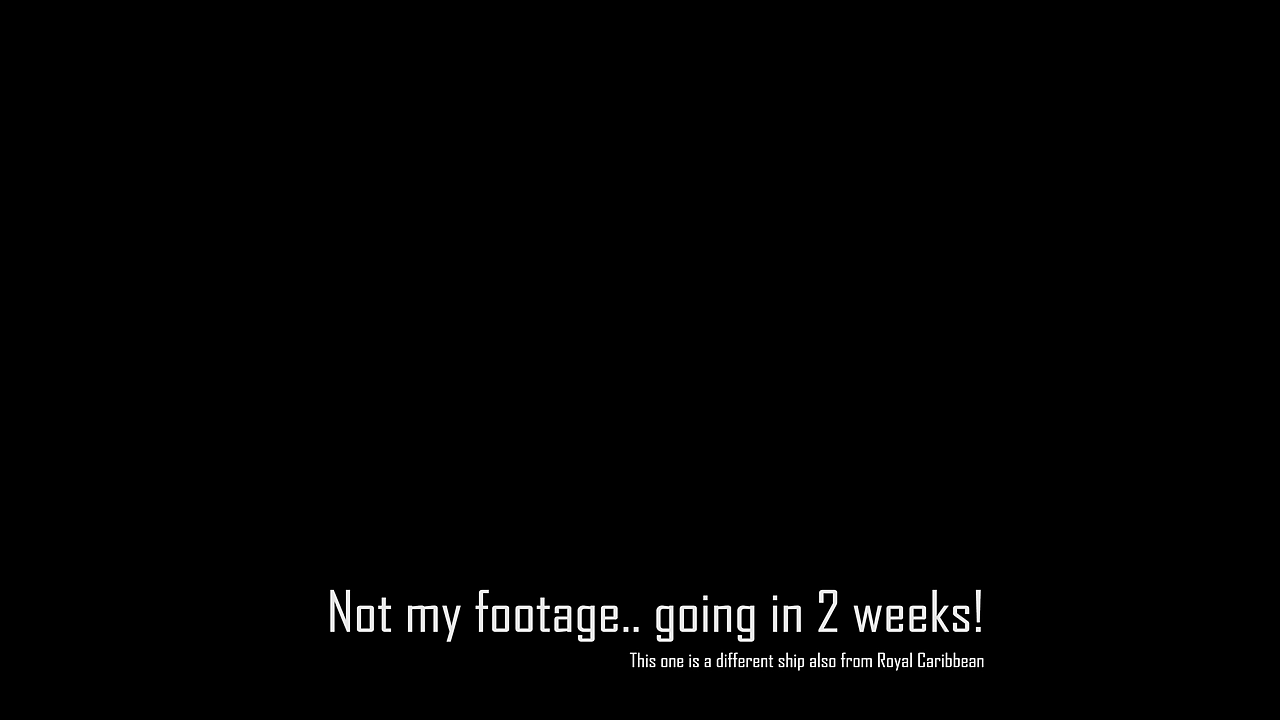 Not my footage.. going in 2 weeks!
This one is a different ship also from Royal Caribbean